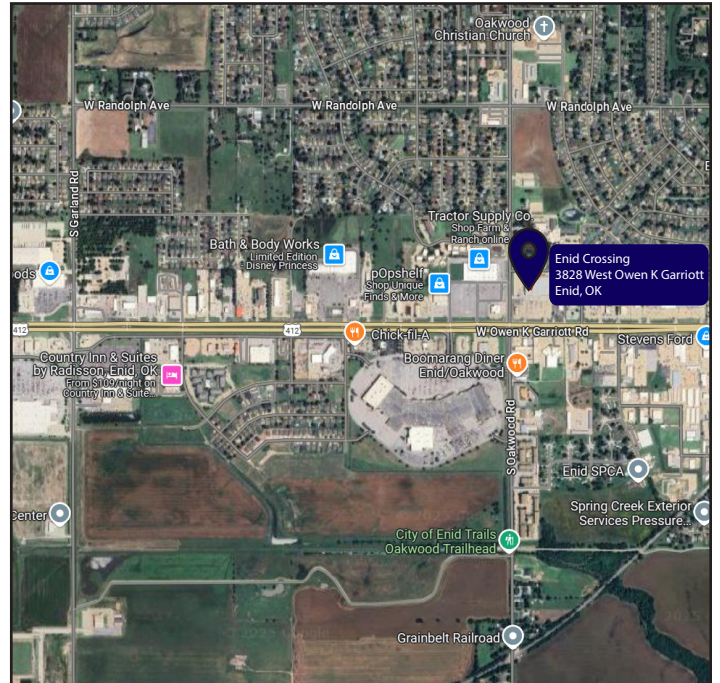 Oakwood
Christian Church
W Randolph Ave
W Randolph Ave
W Randolph Ave
S Garland Rd
Tractor Supply Co.
Shop Farm &
Ranch online
Bath & Body Works
Limited Edition
- Disney Princess
Enid Crossing
3828 West Owen K Garriott
Enid, OK
pOpshelf
Shop Unique
Finds & More
ods
412
412
Chick-fil-A
W Owen K Garriott Rd
Stevens Ford
Country Inn & Suites
by Radisson, Enid, OK
From $109/night on
Country Inn & Suite...
Boomarang Diner
Enid/Oakwood
S Oakwood Rd
Enid SPCA
Spring Creek Exterior
Services Pressure...
Center
City of Enid Trails
Oakwood Trailhead
Grainbelt Railroad